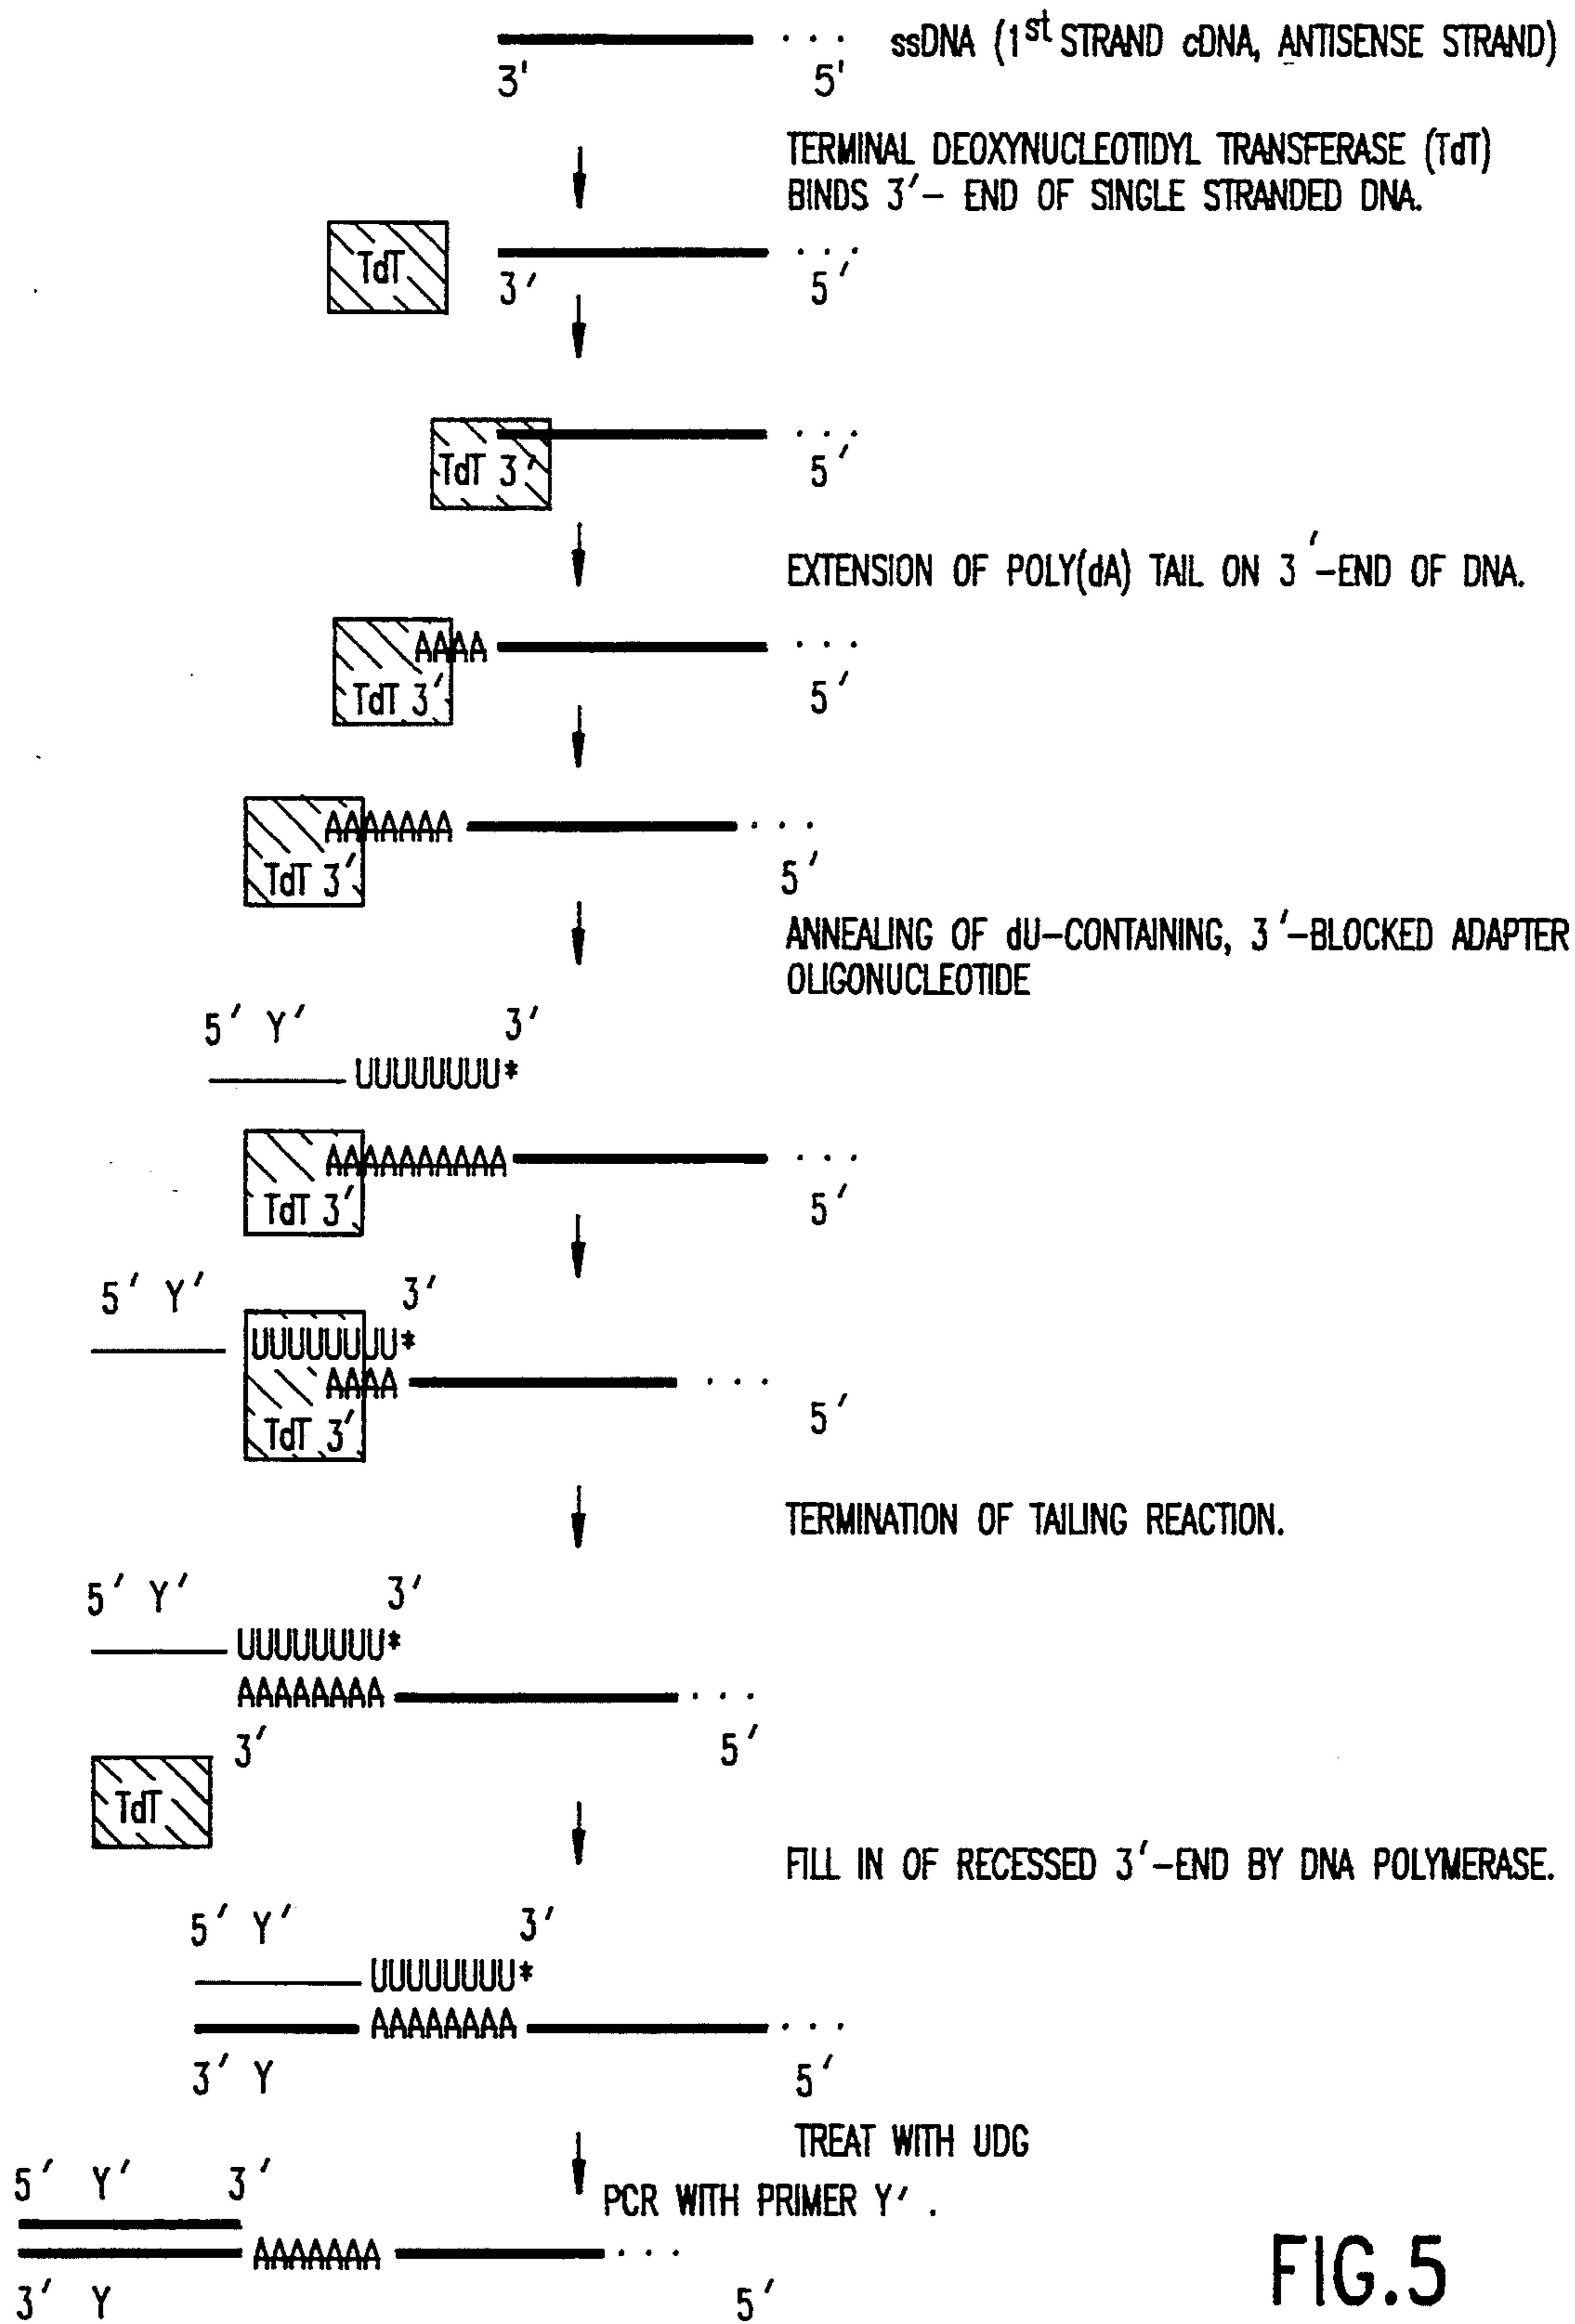 ssDNA (1st STRAND cDNA, ANTISENSE STRAND)
3' 5'
TERMINAL DEOXYNUCLEOTIDYL TRANSFERASE (TdT)
BINDS 3'- END OF SINGLE STRANDED DNA.
TdT
3' 5'
TdT 3' 5'
EXTENSION OF POLY(dA) TAIL ON 3'-END OF DNA.
AAAA
TdT 3' 5'
AAAAAAA
TdT 3' 5'
ANNEALING OF dU-CONTAINING, 3'-BLOCKED ADAPTER
OLIGONUCLEOTIDE
5' Y' 3'
UUUUUUUU*
AAAAAAAAAA
TdT 3' 5'
5' Y' 3'
UUUUUUUU*
AAAA
TdT 3' 5'
TERMINATION OF TAILING REACTION.
5' Y' 3'
UUUUUUUU*
AAAAAAAA
3' 5'
TdT
FILL IN OF RECESSED 3'-END BY DNA POLYMERASE.
5' Y' 3'
UUUUUUUU*
AAAAAAAA
3' Y 5'
TREAT WITH UDG
PCR WITH PRIMER Y' .
5' Y' 3'
AAAAAAA
3' Y 5'
FIG.5